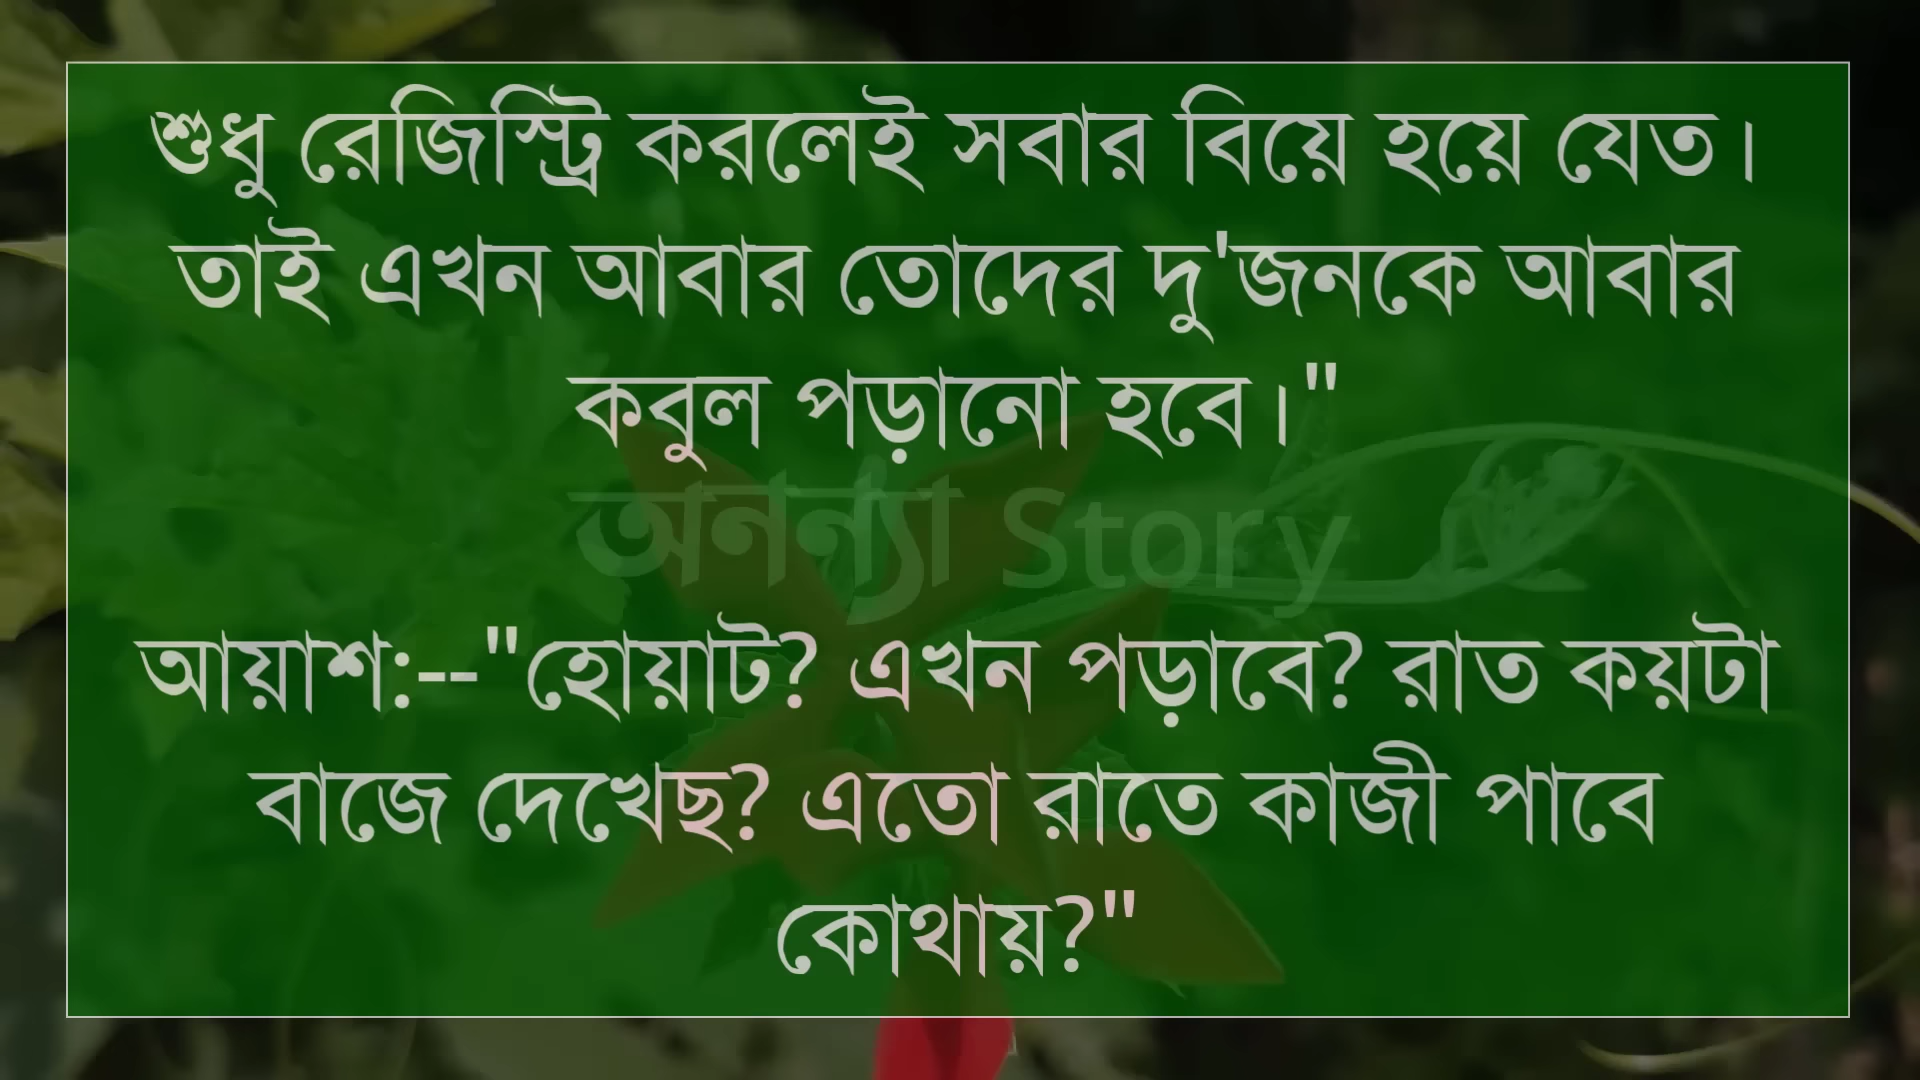 শুধু রেজিস্ট্রি করলেই সবার বিয়ে হয়ে যেত।
তাই এখন আবার তোদের দু'জনকে আবার
কবুল পড়ানো হবে।"
অনন্যা Story
আয়াশ:--"হোয়াট? এখন পড়াবে? রাত কয়টা
বাজে দেখেছ? এতো রাতে কাজী পাবে
কোথায়?"